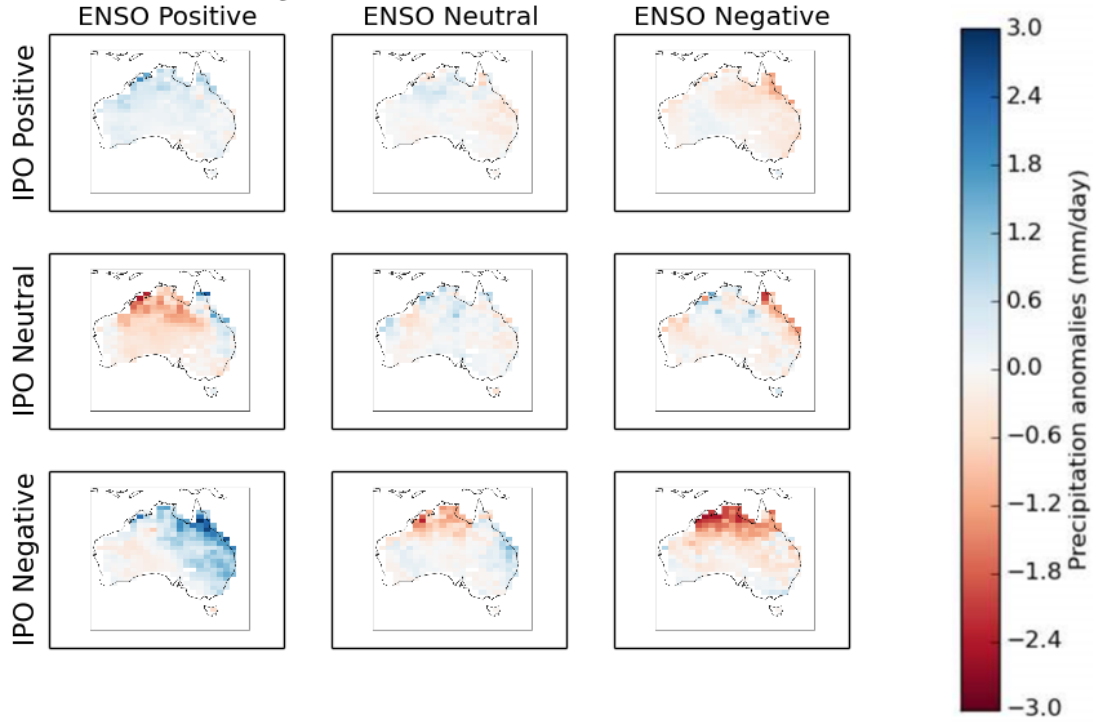 ENSO Positive
ENSO Neutral
ENSO Negative
IPO Positive
IPO Neutral
IPO Negative
3.0
2.4
1.8
1.2
0.6
0.0
−0.6
−1.2
−1.8
−2.4
−3.0
Precipitation anomalies (mm/day)